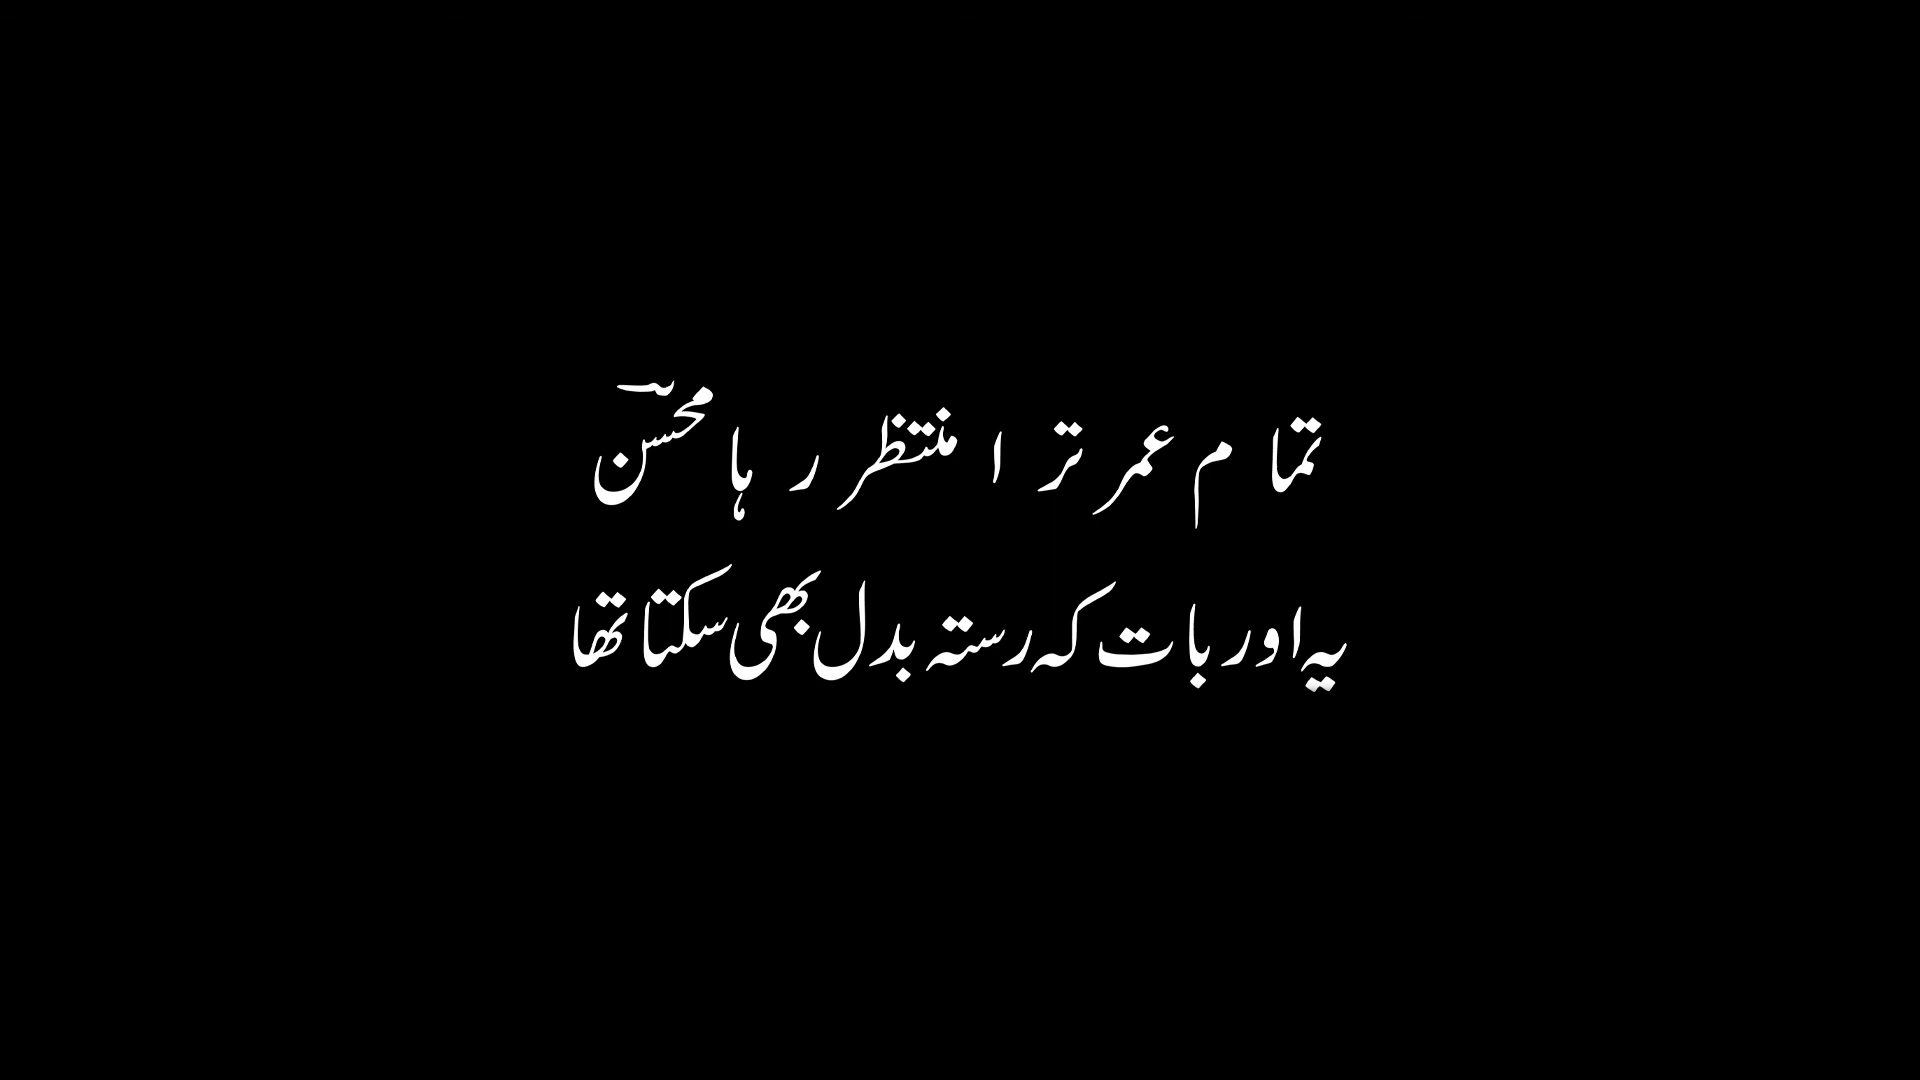 تمام عمر ترا منتظر رہا محسنؔ
یہ اور بات کہ رستہ بدل بھی سکتا تھا